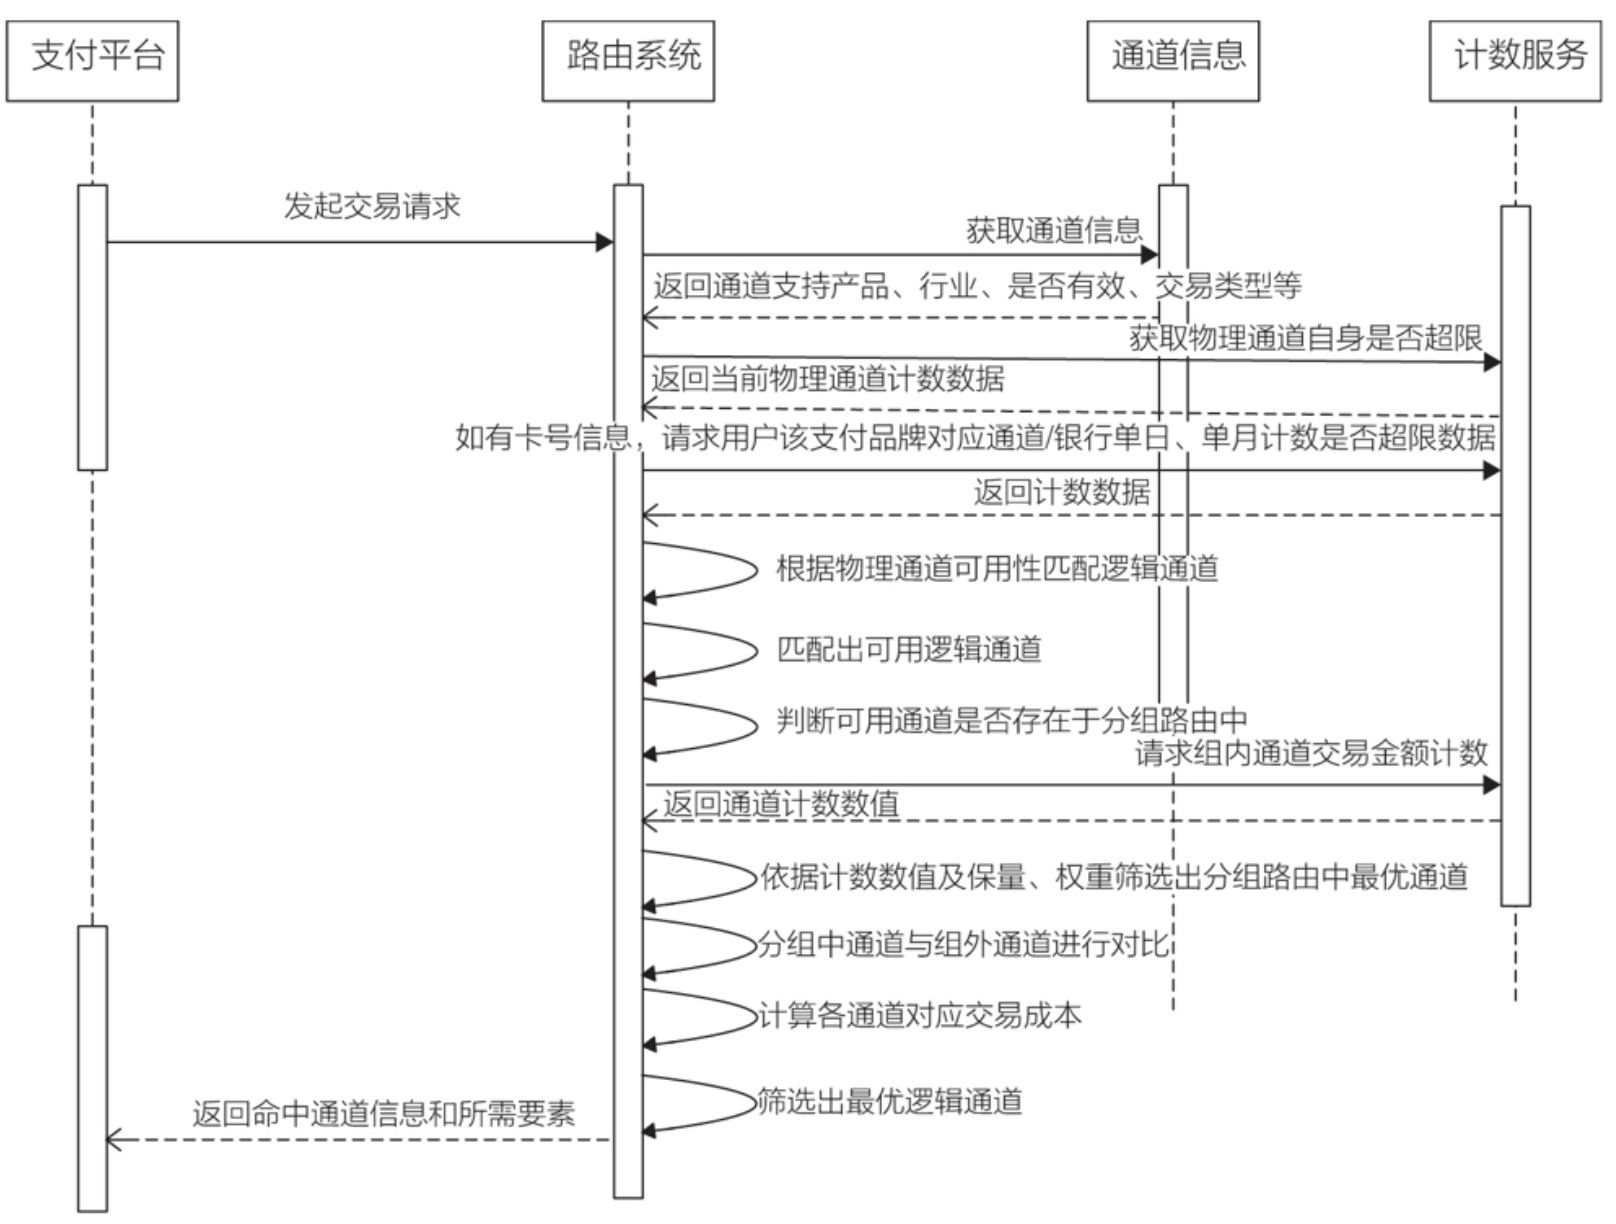 支付平台
路由系统
通道信息
计数服务
发起交易请求
获取通道信息
返回通道支持产品、行业、是否有效、交易类型等
获取物理通道自身是否超限
返回当前物理通道计数数据
如有卡号信息，请求用户该支付品牌对应通道/银行单日、单月计数是否超限数据
返回计数数据
根据物理通道可用性匹配逻辑通道
匹配出可用逻辑通道
判断可用通道是否存在于分组路由中
请求组内通道交易金额计数
返回通道计数数值
依据计数数值及保量、权重筛选出分组路由中最优通道
分组中通道与组外通道进行对比
计算各通道对应交易成本
筛选出最优逻辑通道
返回命中通道信息和所需要素